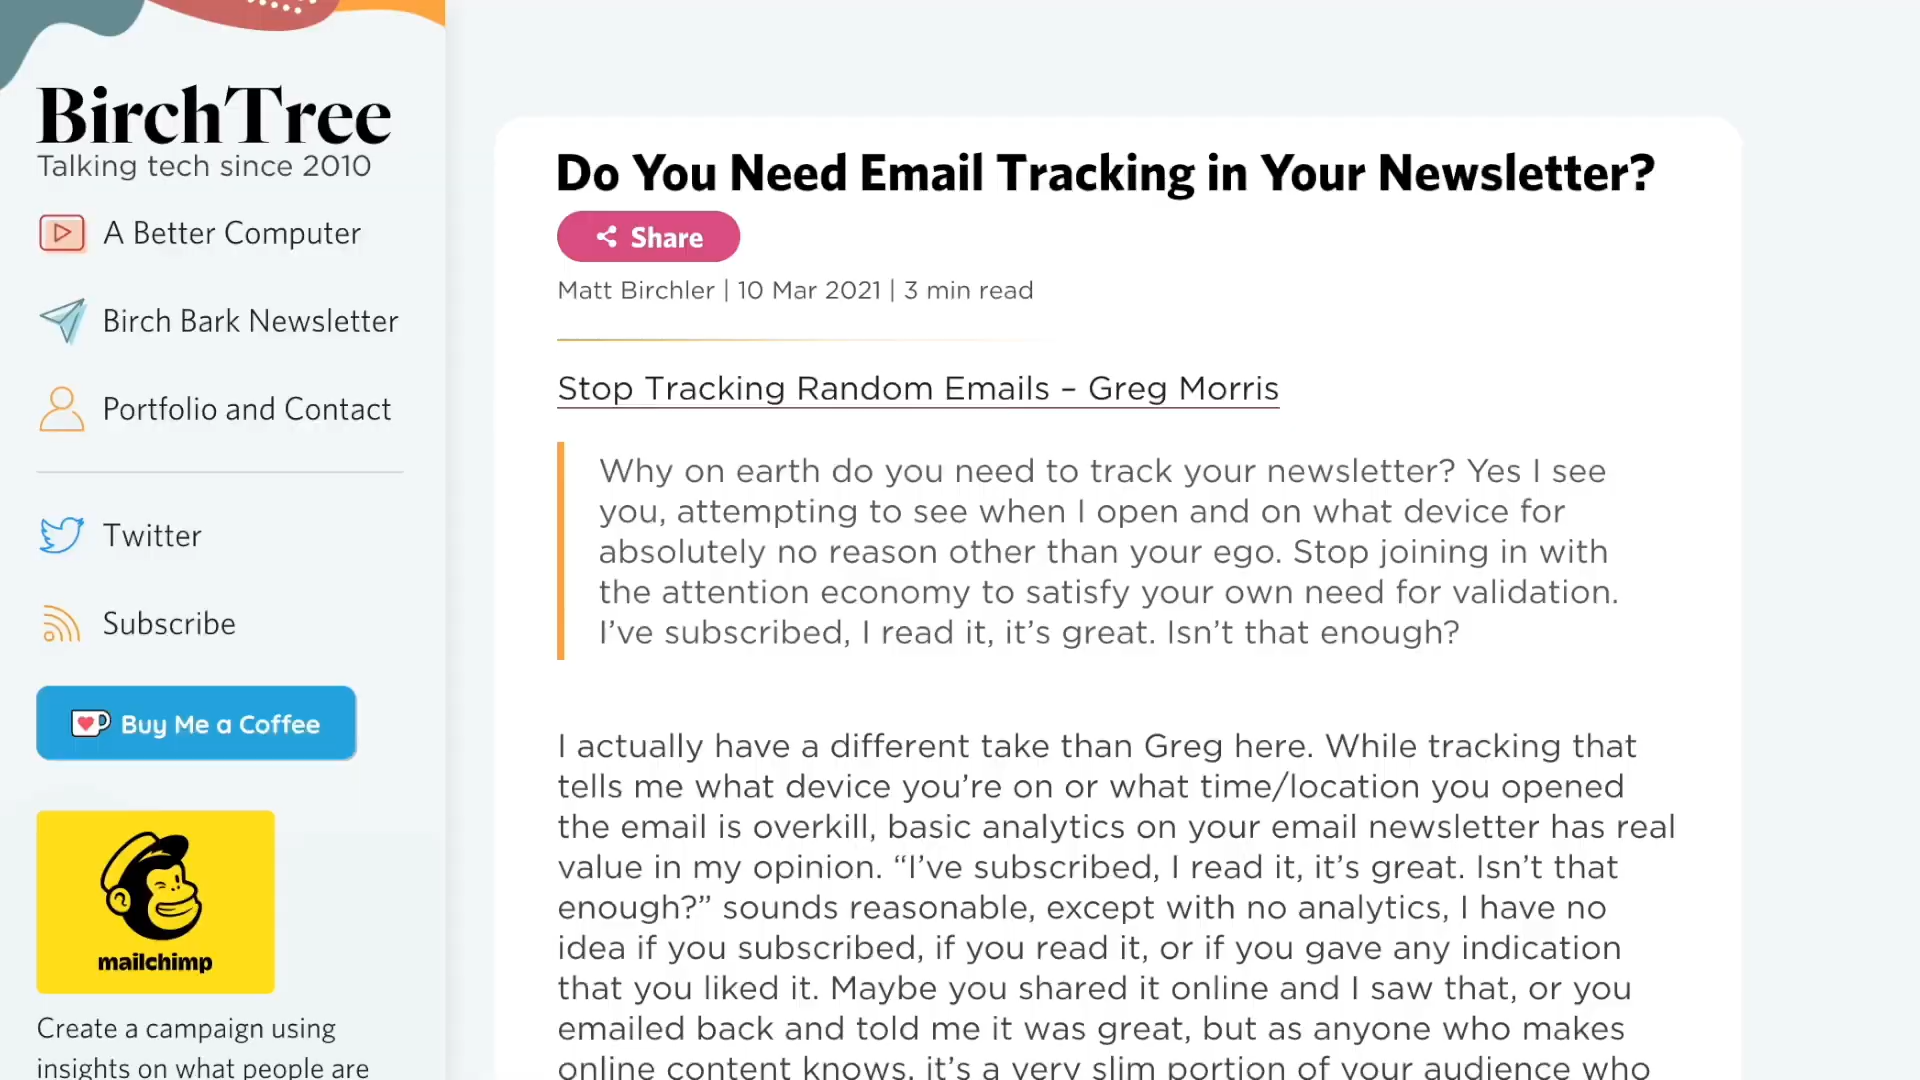 BirchTree
Talking tech since 2010
A Better Computer
Birch Bark Newsletter
Portfolio and Contact
Twitter
Subscribe
Buy Me a Coffee
mailchimp
Create a campaign using
insights on what people are
Do You Need Email Tracking in Your Newsletter?
Share
Matt Birchler | 10 Mar 2021 | 3 min read
Stop Tracking Random Emails – Greg Morris
Why on earth do you need to track your newsletter? Yes I see
you, attempting to see when I open and on what device for
absolutely no reason other than your ego. Stop joining in with
the attention economy to satisfy your own need for validation.
I’ve subscribed, I read it, it’s great. Isn’t that enough?
I actually have a different take than Greg here. While tracking that
tells me what device you’re on or what time/location you opened
the email is overkill, basic analytics on your email newsletter has real
value in my opinion. “I’ve subscribed, I read it, it’s great. Isn’t that
enough?” sounds reasonable, except with no analytics, I have no
idea if you subscribed, if you read it, or if you gave any indication
that you liked it. Maybe you shared it online and I saw that, or you
emailed back and told me it was great, but as anyone who makes
online content knows, it’s a very slim portion of your audience who